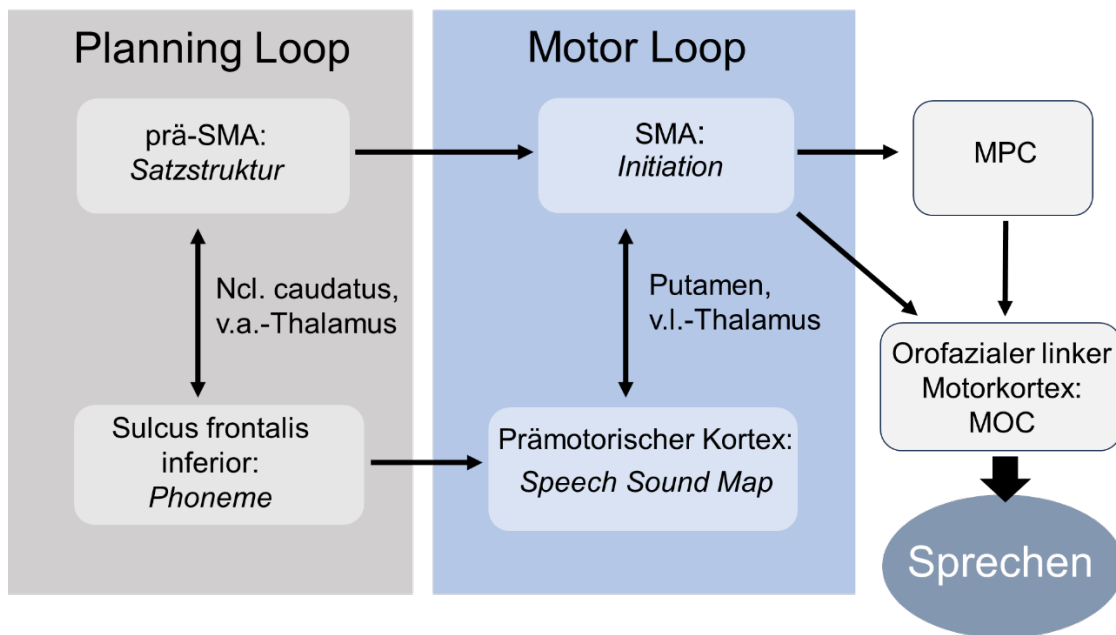 Planning Loop
prä-SMA:
Satzstruktur
Ncl. caudatus,
v.a.-Thalamus
Sulcus frontalis
inferior:
Phoneme
Motor Loop
SMA:
Initiation
Putamen,
v.l.-Thalamus
Prämotorischer Kortex:
Speech Sound Map
MPC
Orofazialer linker
Motorkortex:
MOC
Sprechen